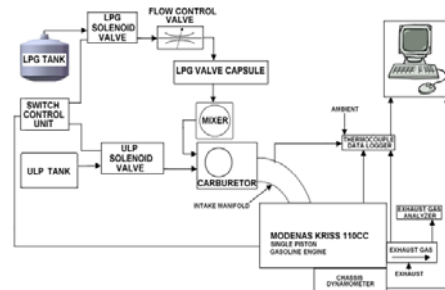 FLOW CONTROL
VALVE
LPG
SOLENOID
VALVE
LPG TANK
LPG VALVE CAPSULE
SWITCH
CONTROL
UNIT
MIXER
AMBIENT
ULP
SOLENOID
VALVE
THERMOCOUPLE
DATA LOGGER
ULP TANK
CARBURETOR
INTAKE MANIFOLD
EXHAUST GAS
ANALYZER
MODENAS KRISS 110CC
SINGLE PISTON
GASOLINE ENGINE
EXHAUST GAS
EXHAUST
CHASSIS
DYNAMOMETER